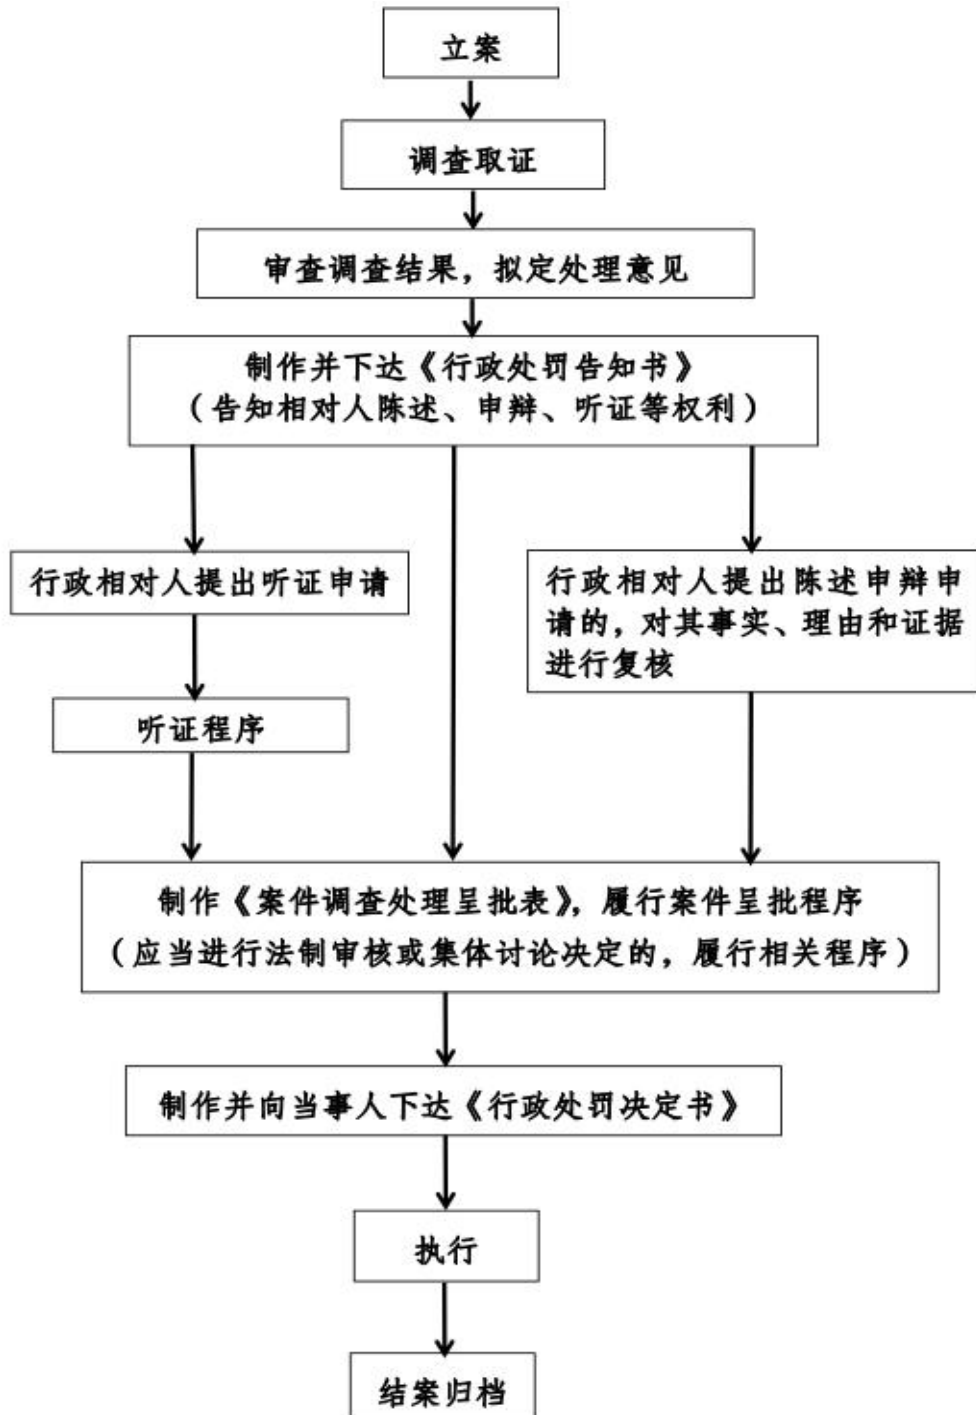 立案
调查取证
审查调查结果，拟定处理意见
制作并下达《行政处罚告知书》
（告知相对人陈述、申辩、听证等权利）
行政相对人提出听证申请
行政相对人提出陈述申辩申
请的，对其事实、理由和证据
进行复核
听证程序
制作《案件调查处理呈批表》，履行案件呈批程序
（应当进行法制审核或集体讨论决定的，履行相关程序）
制作并向当事人下达《行政处罚决定书》
执行
结案归档